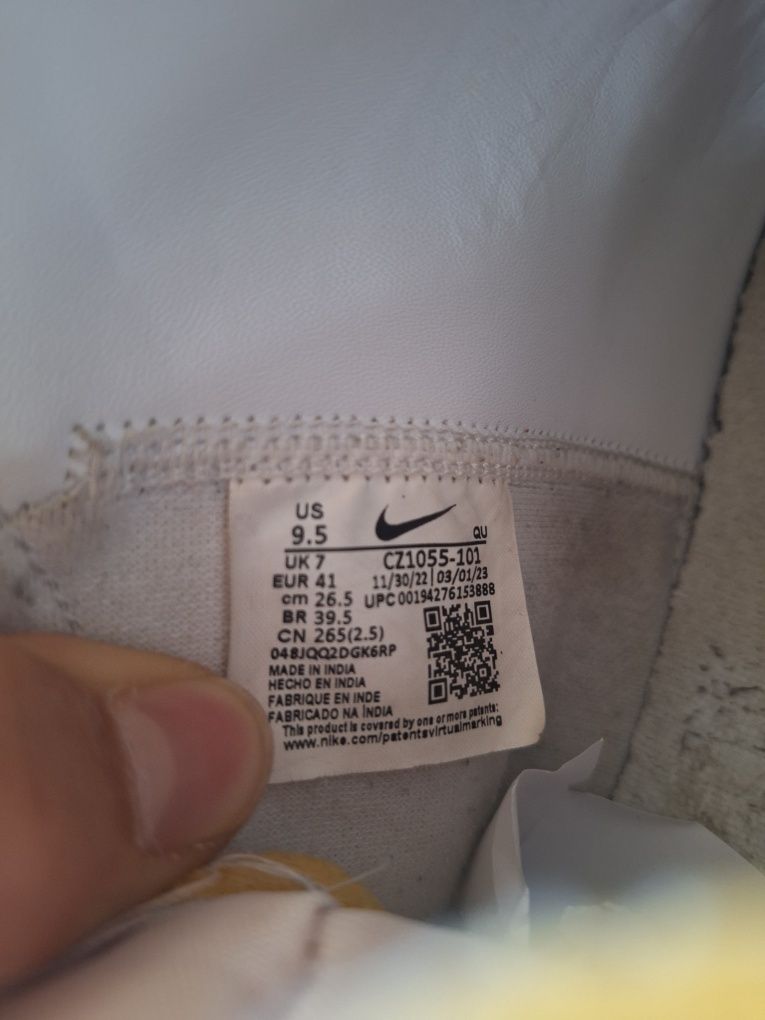 US
9.5
QU
UK 7 CZ1055-101
EUR 41 11/30/22 | 03/01/23
cm 26.5 UPC 00194276153888
BR 39.5
CN 265(2.5)
048JQQ2DGK6RP
MADE IN INDIA
HECHO EN INDIA
FABRIQUE EN INDE
FABRICADO NA ÍNDIA
This product is covered by one or more patents:
www.nike.com/patentsvirtualmarking